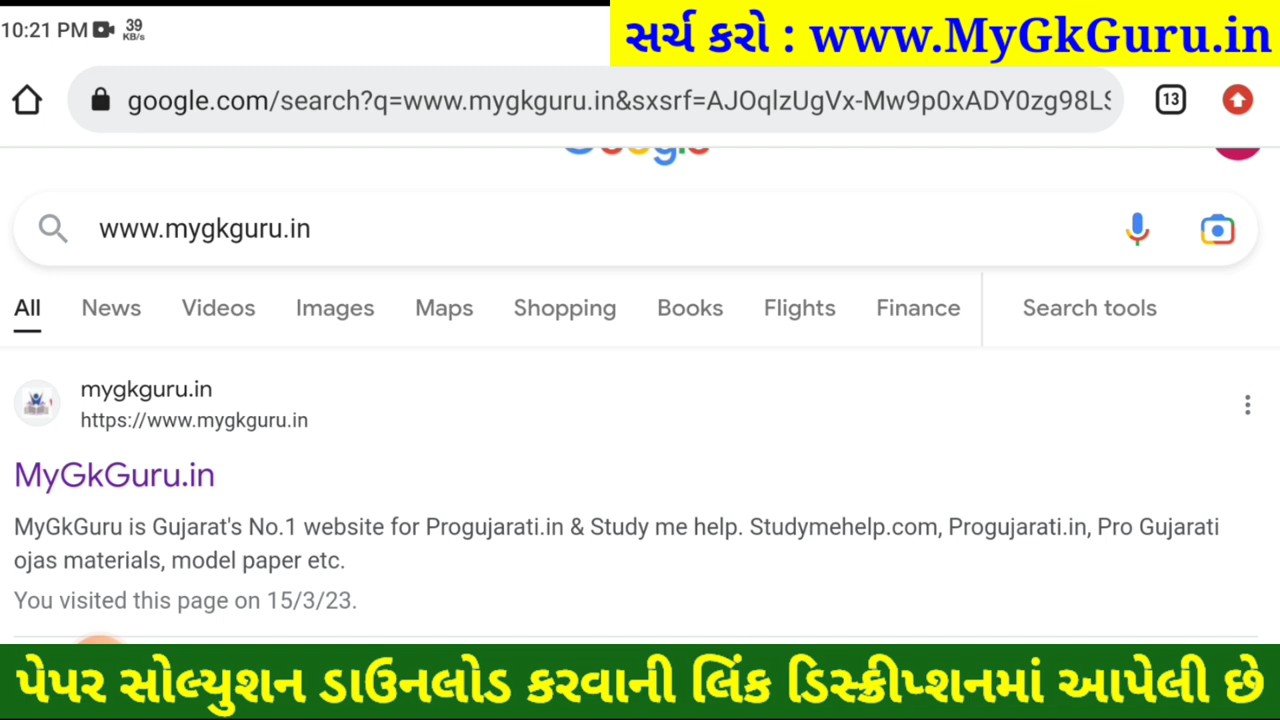 10:21 PM 39 KB/s
સર્ચ કરો : www.MyGkGuru.in
google.com/search?q=www.mygkguru.in&sxsrf=AJOqlzUgVx-Mw9p0xADY0zg98LS
13
www.mygkguru.in
All News Videos Images Maps Shopping Books Flights Finance Search tools
mygkguru.in
https://www.mygkguru.in
MyGkGuru.in
MyGkGuru is Gujarat's No.1 website for Progujarati.in & Study me help. Studymehelp.com, Progujarati.in, Pro Gujarati
ojas materials, model paper etc.
You visited this page on 15/3/23.
પેપર સોલ્યુશન ડાઉનલોડ કરવાની લિંક ડિસ્ક્રીપ્શનમાં આપેલી છે